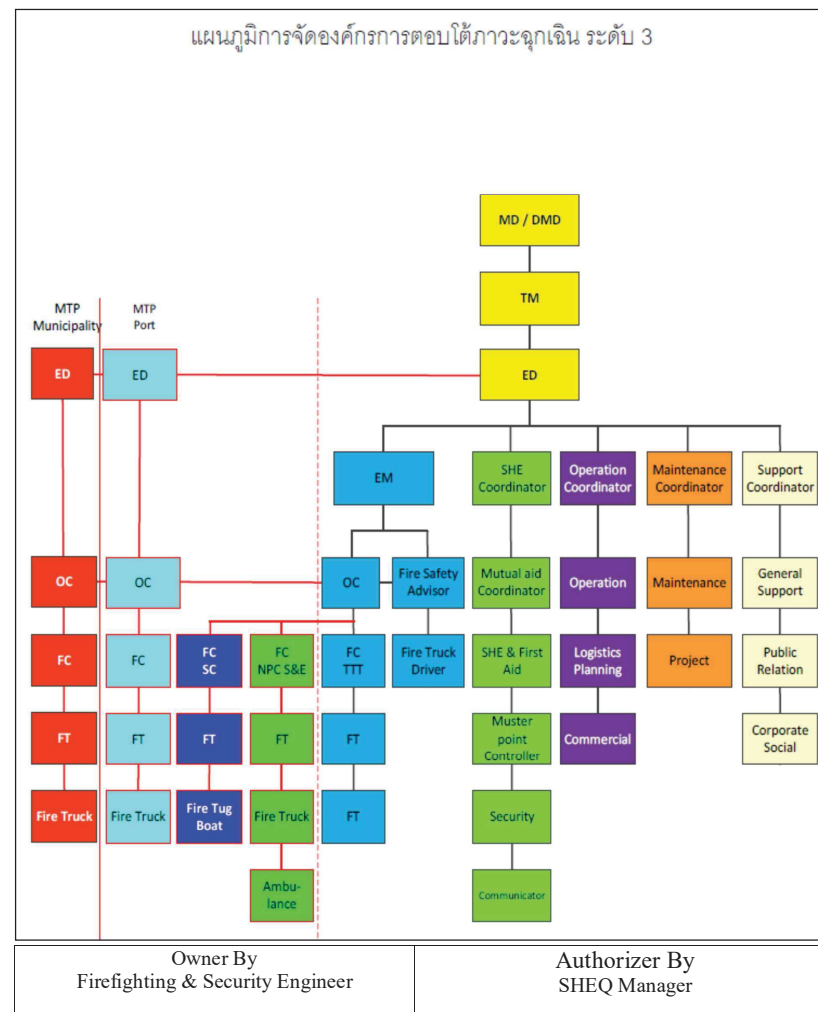 แผนภูมิการจัดองค์กรการตอบโต้ภาวะฉุกเฉิน ระดับ 3
MD / DMD
TM
MTP
Municipality
MTP
Port
ED
ED
ED
EM
SHE
Coordinator
Operation
Coordinator
Maintenance
Coordinator
Support
Coordinator
OC
OC
OC
Fire Safety
Advisor
Mutual aid
Coordinator
Operation
Maintenance
General
Support
FC
FC
FC
SC
FC
NPC S&E
FC
TTT
Fire Truck
Driver
SHE & First
Aid
Logistics
Planning
Project
Public
Relation
FT
FT
FT
FT
FT
Muster
point
Controller
Commercial
Corporate
Social
Fire Truck
Fire Truck
Fire Tug
Boat
Fire Truck
FT
Security
Ambu-
lance
Communicator
Owner By
Firefighting & Security Engineer
Authorizer By
SHEQ Manager